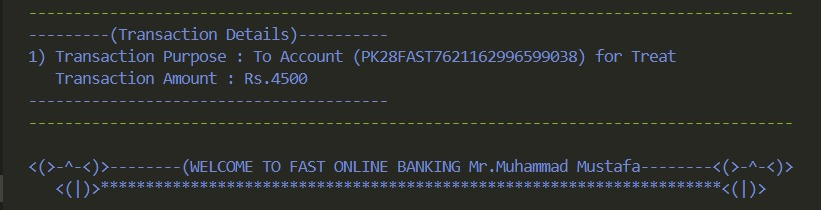 -------------------------------------------------------------------------------------
---------(Transaction Details)----------
1) Transaction Purpose : To Account (PK28FAST7621162996599038) for Treat
   Transaction Amount : Rs.4500
----------------------------------------
-------------------------------------------------------------------------------------
<(>-^-<)>--------(WELCOME TO FAST ONLINE BANKING Mr.Muhammad Mustafa--------<(>-^-<)>
   <(|)>*********************************************************************<(|)>